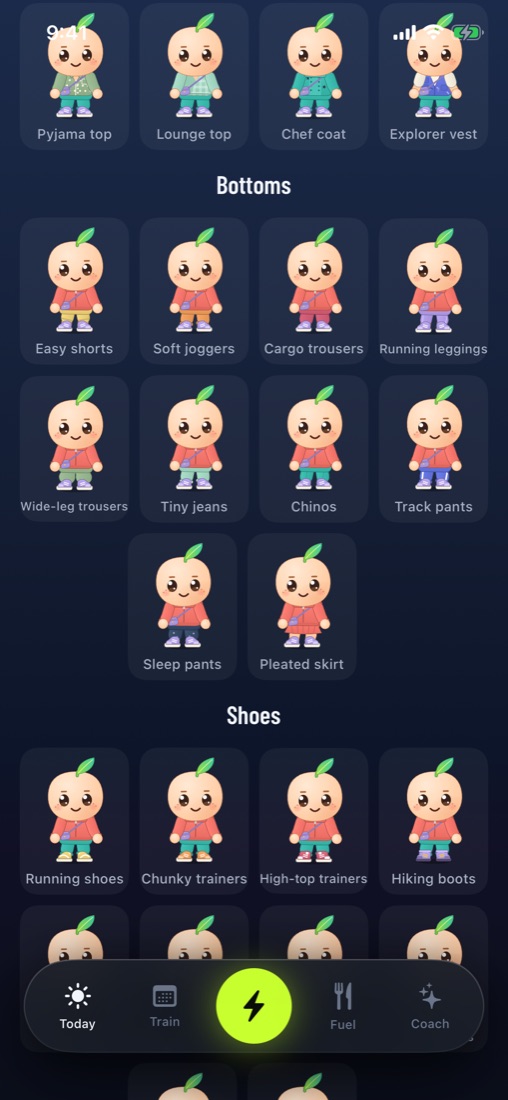 9:41
Pyjama top
Lounge top
Chef coat
Explorer vest
Bottoms
Easy shorts
Soft joggers
Cargo trousers
Running leggings
Wide-leg trousers
Tiny jeans
Chinos
Track pants
Sleep pants
Pleated skirt
Shoes
Running shoes
Chunky trainers
High-top trainers
Hiking boots
Today
Train
Fuel
Coach